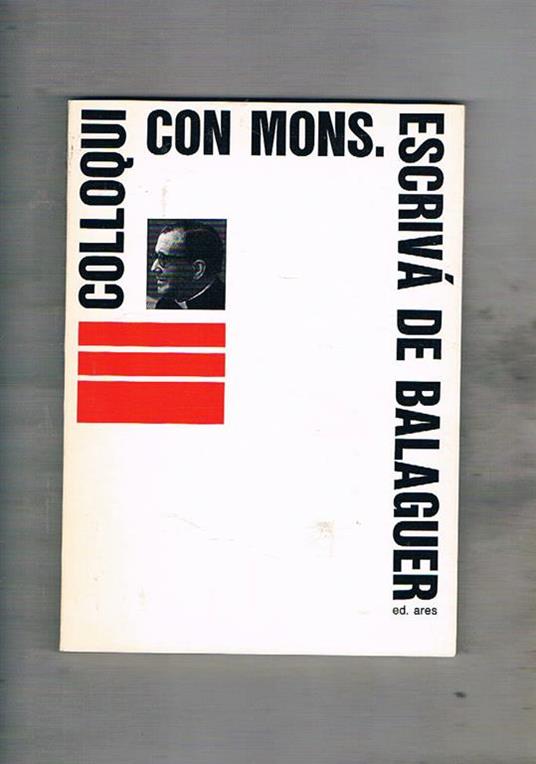 COLLOQUI
CON MONS.
ESCRIVÁ DE BALAGUER
ed. ares